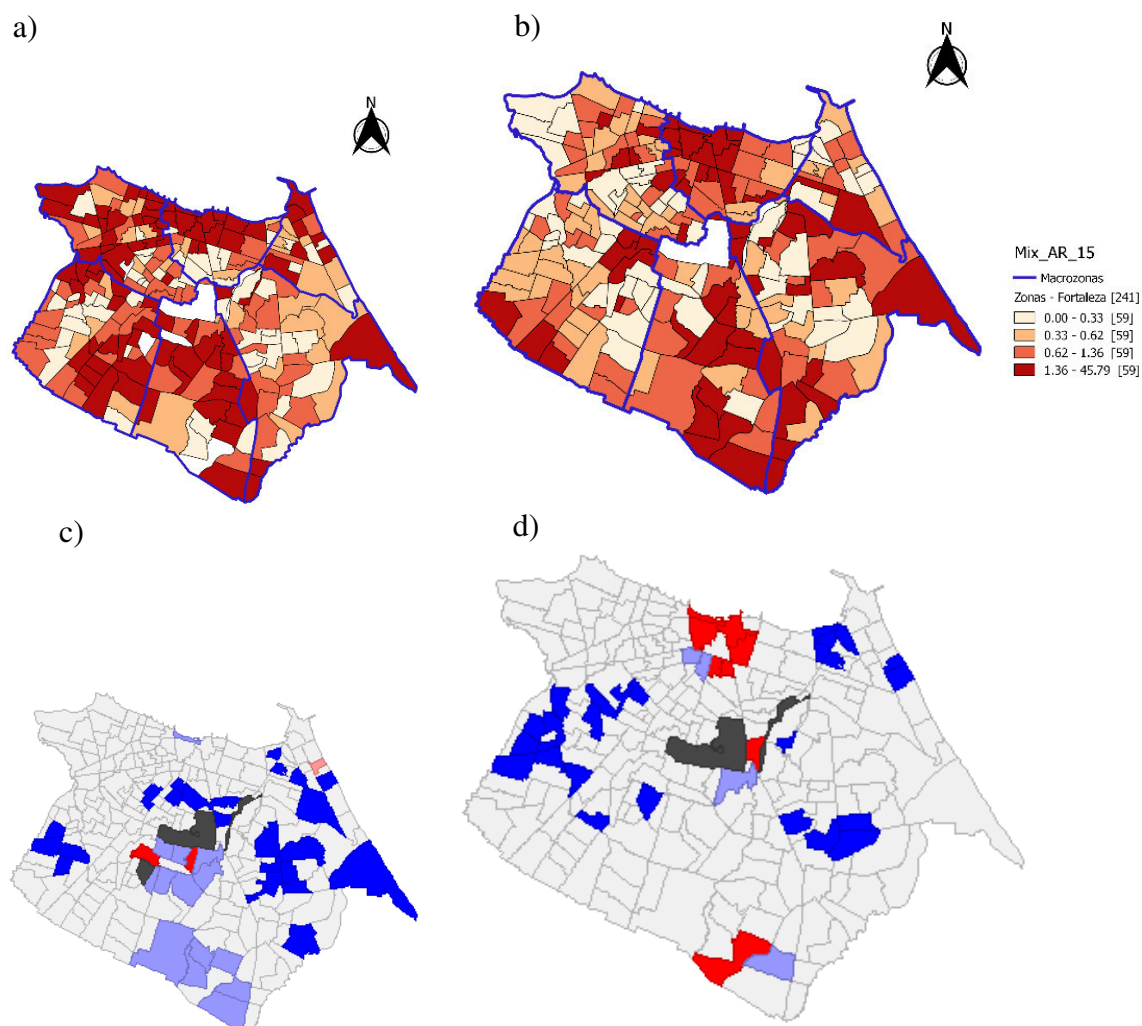 a)
b)
N
N
Mix_AR_15
Macrozonas
Zonas - Fortaleza [241]
0.00 - 0.33 [59]
0.33 - 0.62 [59]
0.62 - 1.36 [59]
1.36 - 45.79 [59]
c)
d)